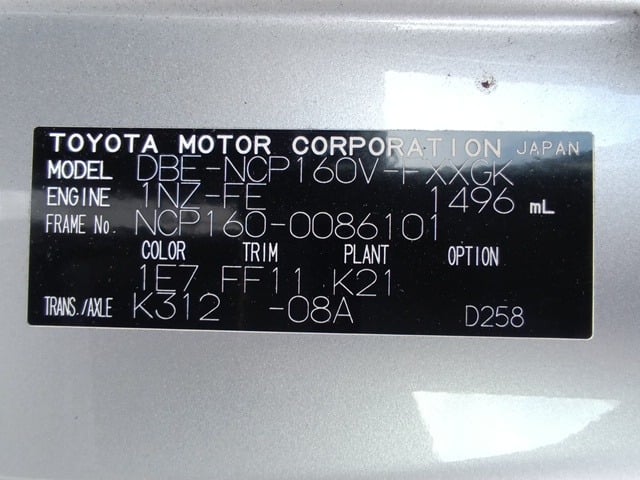 TOYOTA MOTOR CORPORATION JAPAN
MODEL DBE-NCP160V-FXXGK
ENGINE 1NZ-FE 1496 mL
FRAME No. NCP160-0086101
COLOR TRIM PLANT OPTION
1E7 FF11 K21
TRANS./AXLE K312 -08A D258